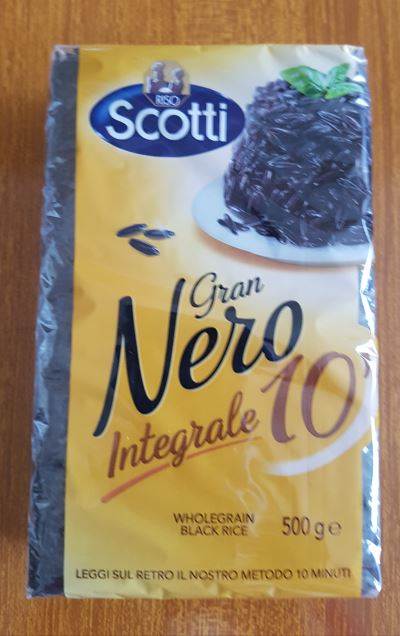 RISO
Scotti
Gran
Nero
Integrale 10'
WHOLEGRAIN
BLACK RICE
500 g e
LEGGI SUL RETRO IL NOSTRO METODO 10 MINUTI